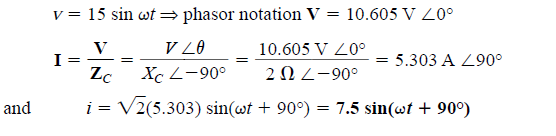 v = 15 sin ωt ⇒ phasor notation V = 10.605 V ∠0°
I = V / Z_C = V ∠θ / X_C ∠−90° = 10.605 V ∠0° / 2 Ω ∠−90° = 5.303 A ∠90°
and i = √2(5.303) sin(ωt + 90°) = 7.5 sin(ωt + 90°)